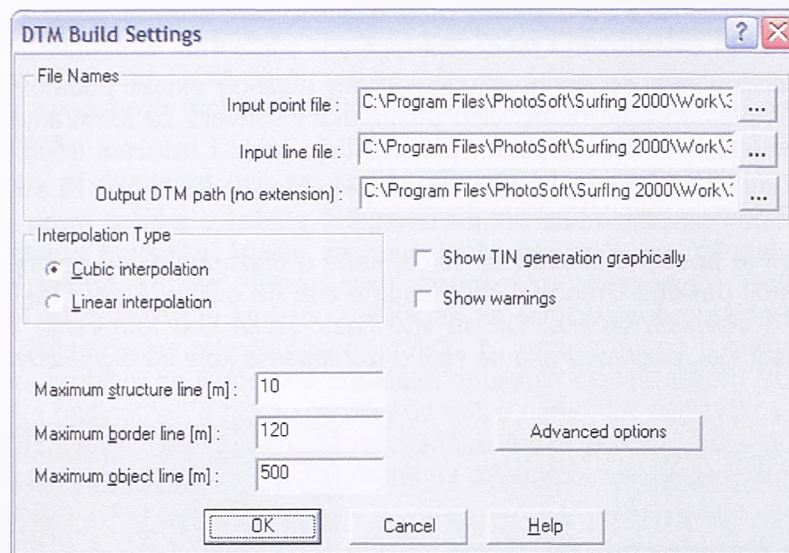 DTM Build Settings
File Names
Input point file : C:\Program Files\PhotoSoft\Surfing 2000\Work\ ...
Input line file : C:\Program Files\PhotoSoft\Surfing 2000\Work\ ...
Output DTM path (no extension) : C:\Program Files\PhotoSoft\Surfing 2000\Work\ ...
Interpolation Type
Cubic interpolation
Linear interpolation
Show TIN generation graphically
Show warnings
Maximum structure line [m] : 10
Maximum border line [m] : 120
Maximum object line [m] : 500
Advanced options
OK Cancel Help